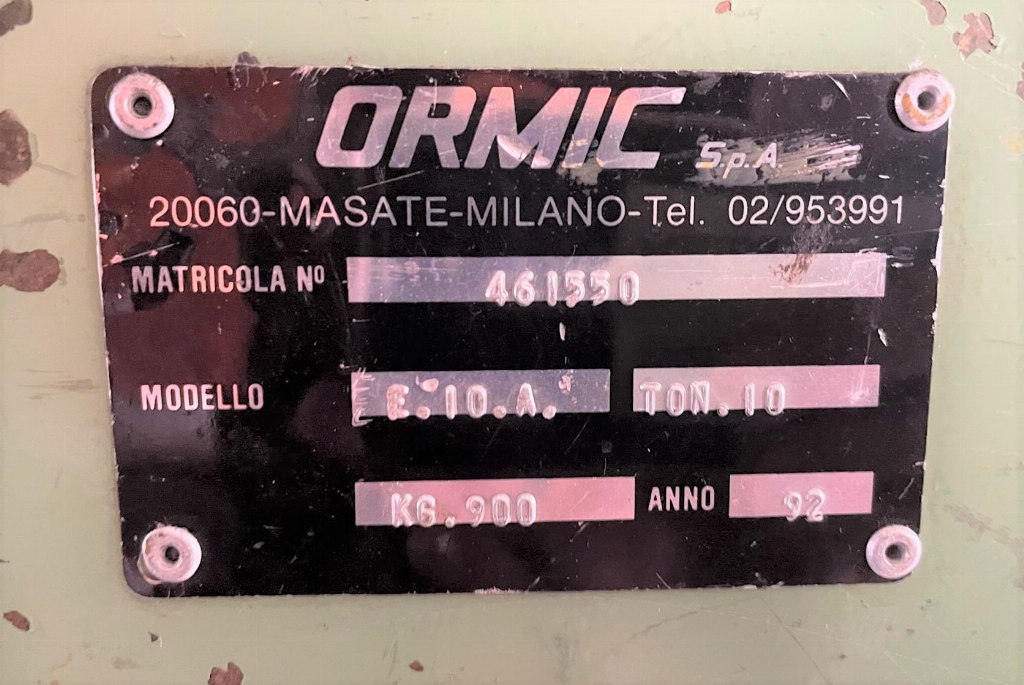 ORMIC S.p.A.
20060-MASATE-MILANO-Tel. 02/953991
MATRICOLA Nº 461550
MODELLO E.10.A. TON.10
KG.900 ANNO 92